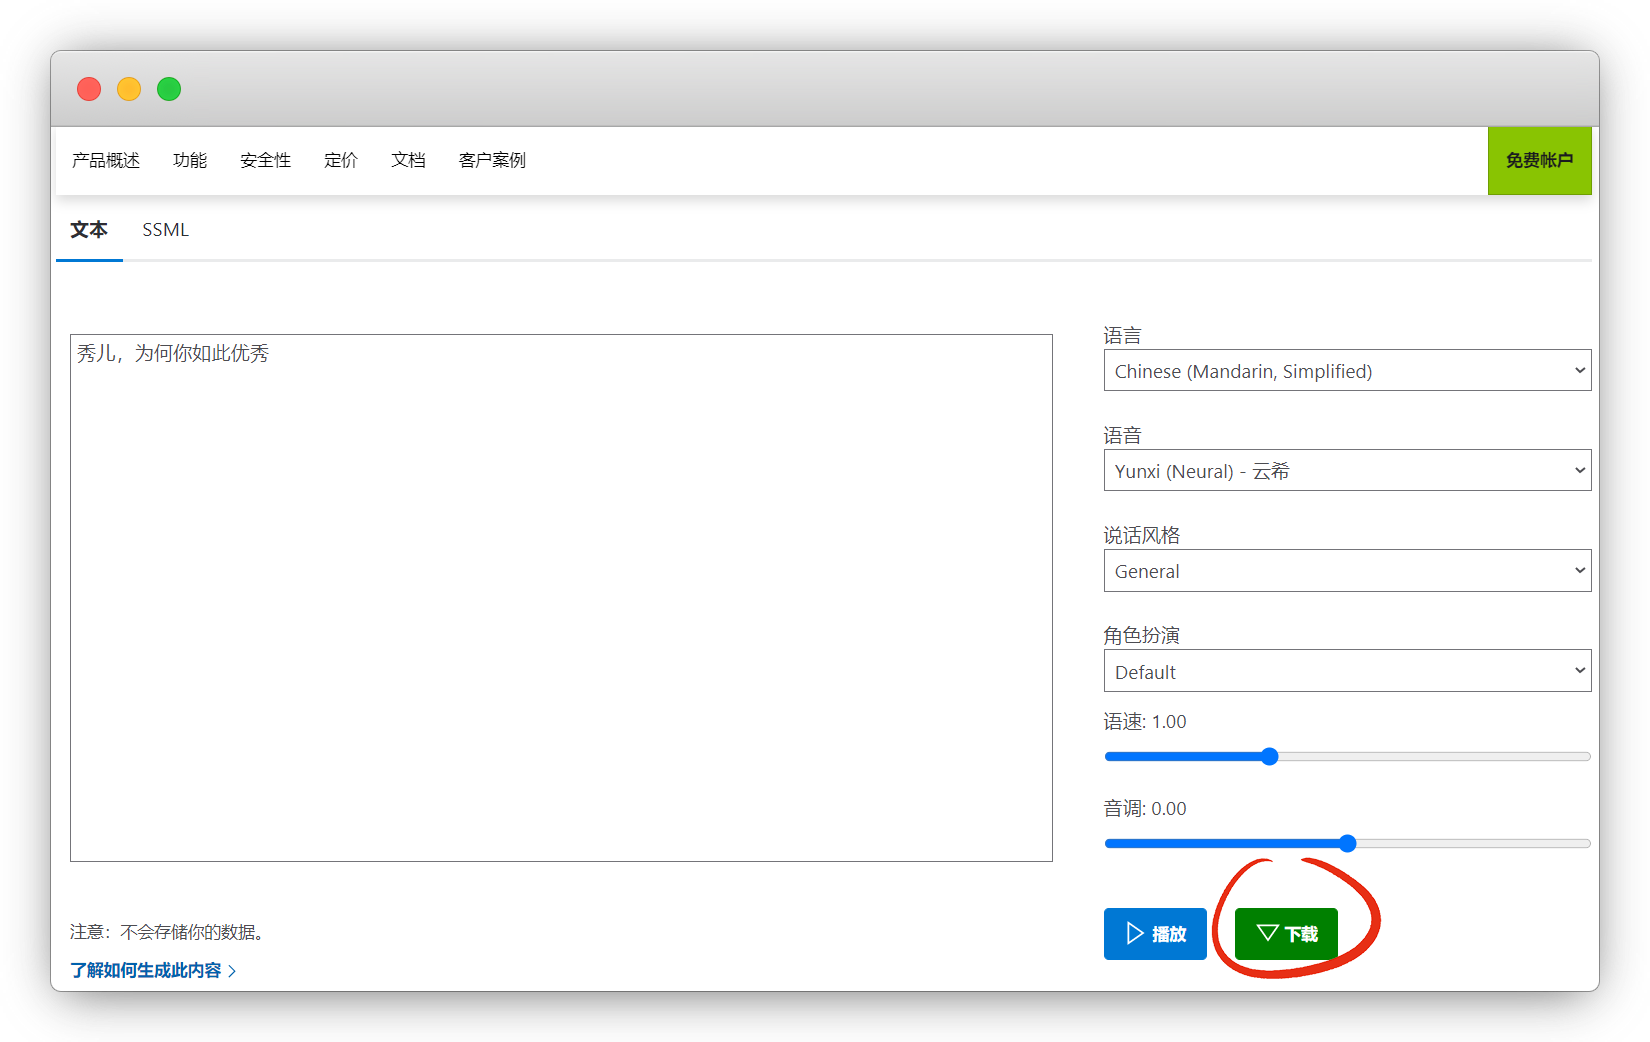 产品概述 功能 安全性 定价 文档 客户案例 免费帐户
文本 SSML
秀儿，为何你如此优秀
语言
Chinese (Mandarin, Simplified)
语音
Yunxi (Neural) - 云希
说话风格
General
角色扮演
Default
语速: 1.00
音调: 0.00
播放 下载
注意：不会存储你的数据。
了解如何生成此内容